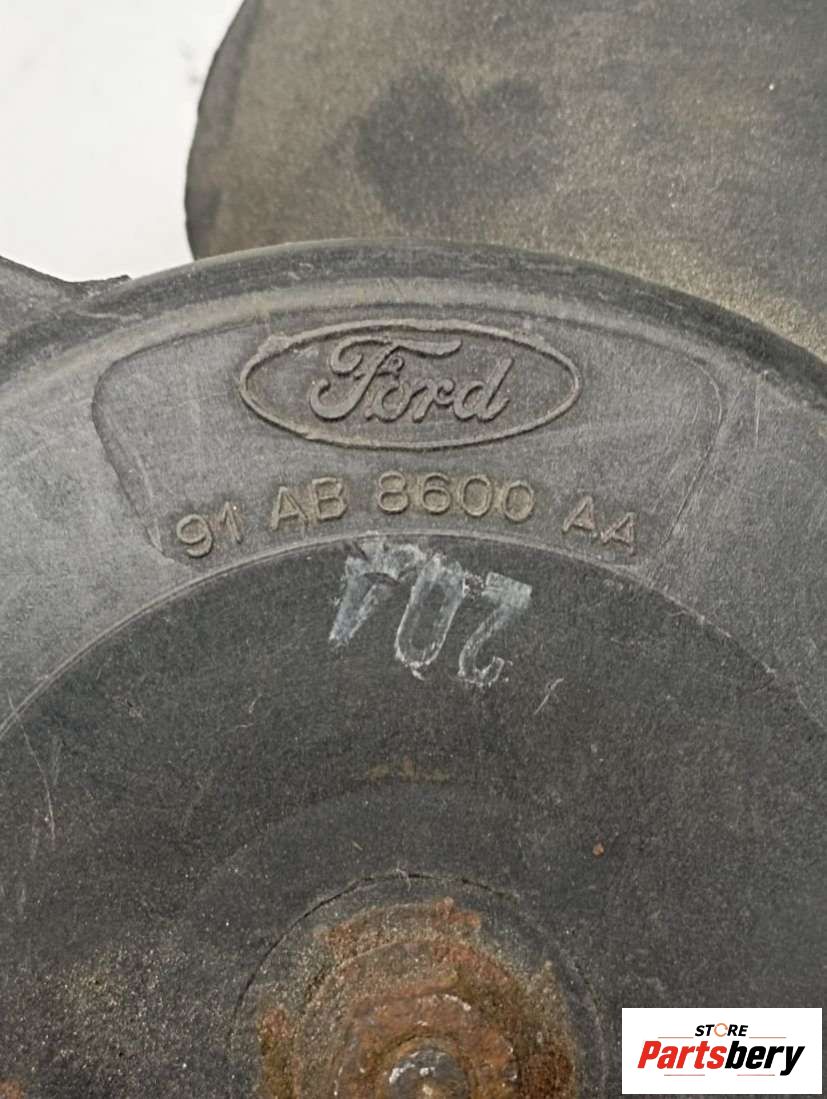 Ford
91 AB 8600 AA
204
STORE
Partsbery